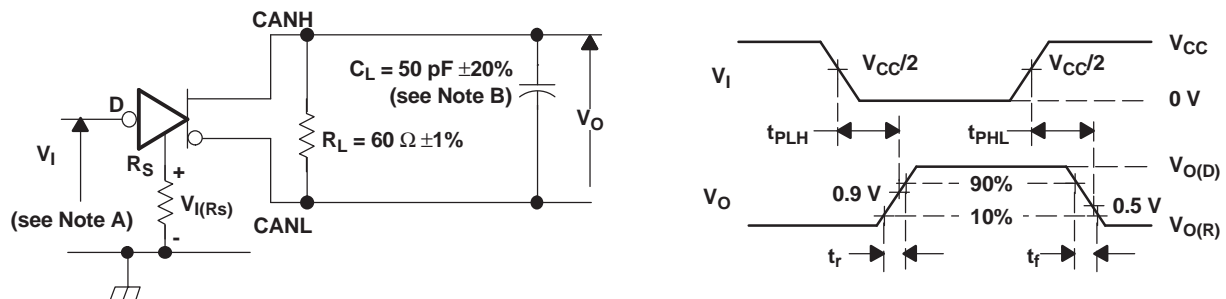 CANH
C_L = 50 pF ±20%
(see Note B)
D
V_I
R_S
R_L = 60 Ω ±1%
V_O
+
V_I(Rs)
-
(see Note A)
CANL
V_I
V_CC/2
V_CC/2
V_CC
0 V
t_PLH
t_PHL
V_O
0.9 V
90%
10%
0.5 V
V_O(D)
V_O(R)
t_r
t_f